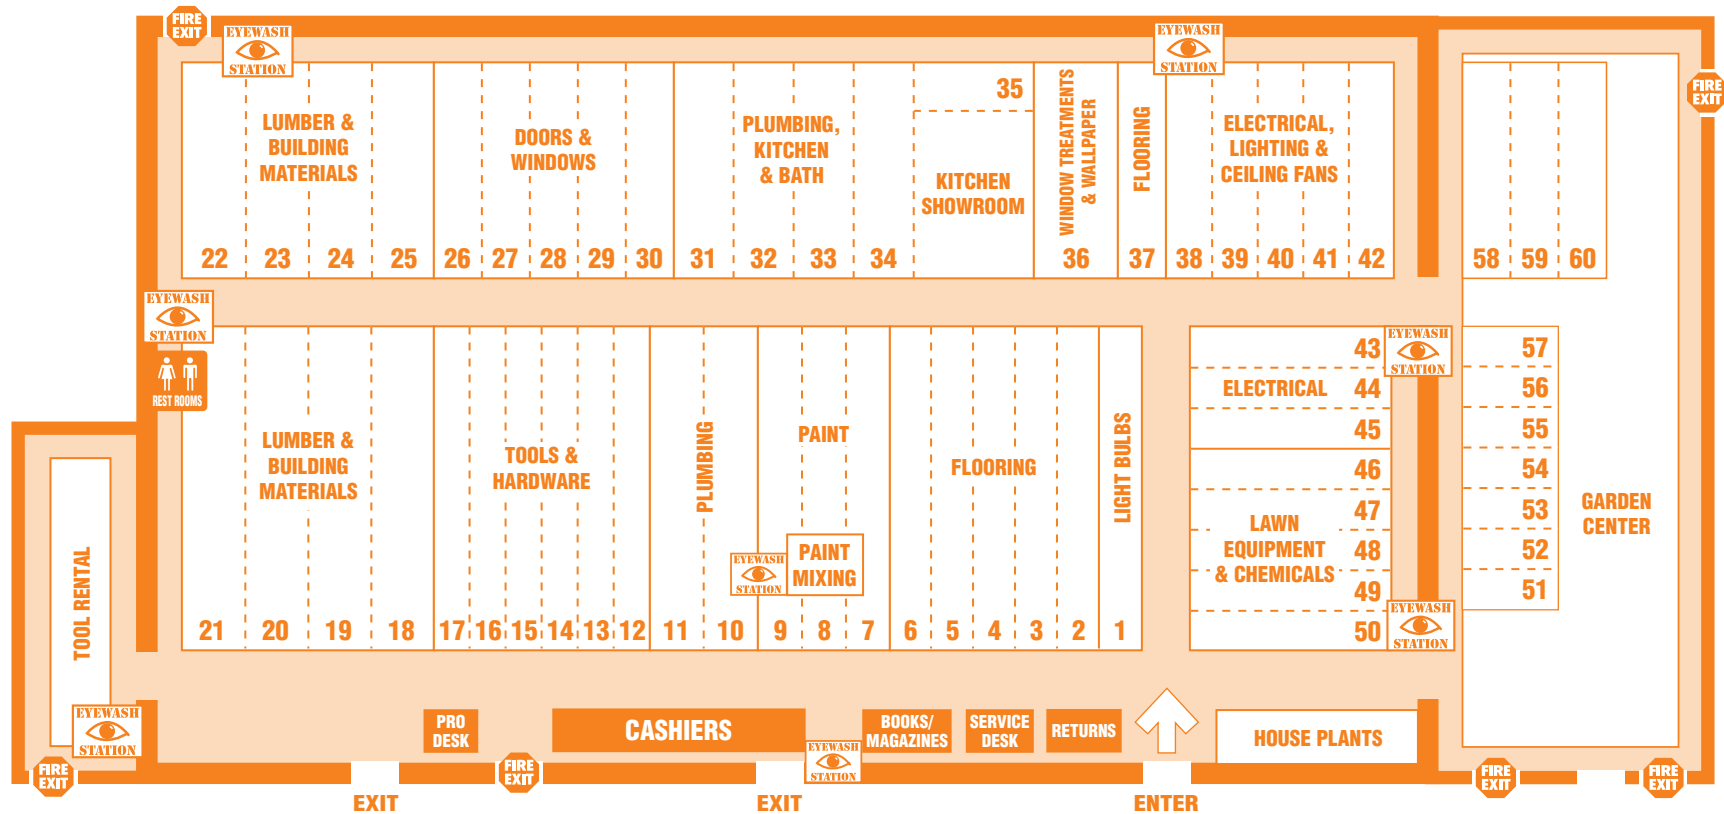 FIRE
EXIT
EYEWASH
STATION
EYEWASH
STATION
FIRE
EXIT
LUMBER &
BUILDING
MATERIALS
DOORS &
WINDOWS
PLUMBING,
KITCHEN
& BATH
35
KITCHEN
SHOWROOM
WINDOW TREATMENTS
& WALLPAPER
FLOORING
ELECTRICAL,
LIGHTING &
CEILING FANS
22 23 24 25 26 27 28 29 30 31 32 33 34 36 37 38 39 40 41 42 58 59 60
EYEWASH
STATION
REST ROOMS
LUMBER &
BUILDING
MATERIALS
TOOLS &
HARDWARE
PLUMBING
PAINT
PAINT
MIXING
EYEWASH
STATION
FLOORING
LIGHT BULBS
21 20 19 18 17 16 15 14 13 12 11 10 9 8 7 6 5 4 3 2 1
43
ELECTRICAL 44
45
46
47
LAWN
EQUIPMENT
& CHEMICALS
48
49
50
EYEWASH
STATION
EYEWASH
STATION
57
56
55
54
53
52
51
GARDEN
CENTER
TOOL RENTAL
EYEWASH
STATION
PRO
DESK
CASHIERS
EYEWASH
STATION
BOOKS/
MAGAZINES
SERVICE
DESK
RETURNS
HOUSE PLANTS
FIRE
EXIT
FIRE
EXIT
FIRE
EXIT
FIRE
EXIT
EXIT
EXIT
ENTER